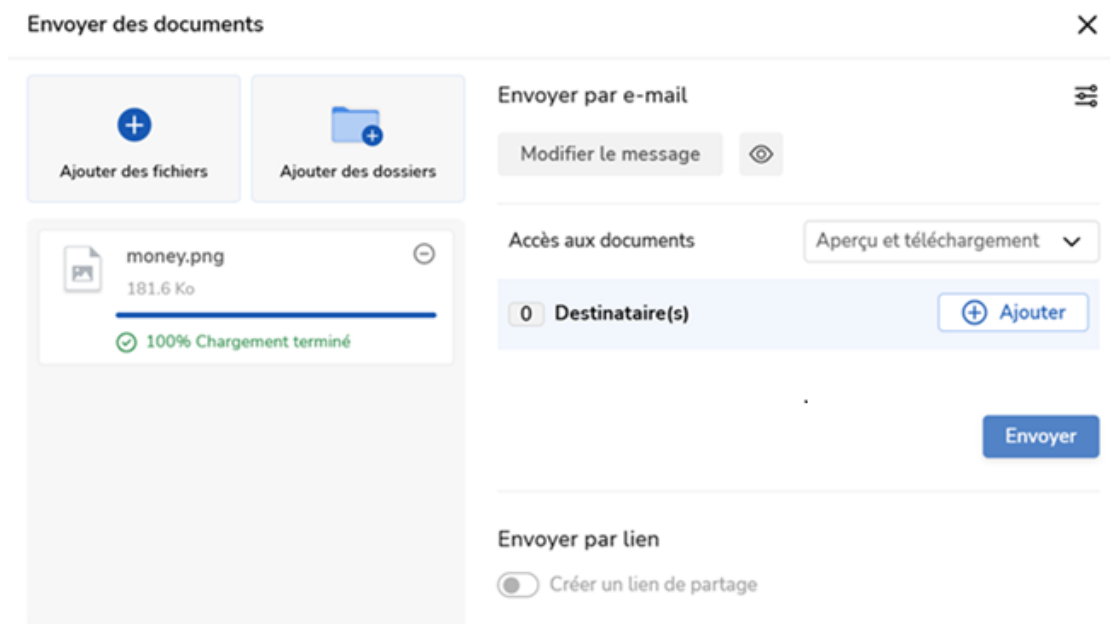 Envoyer des documents
Ajouter des fichiers
Ajouter des dossiers
money.png
181.6 Ko
100% Chargement terminé
Envoyer par e-mail
Modifier le message
Accès aux documents
Aperçu et téléchargement
0 Destinataire(s)
Ajouter
Envoyer
Envoyer par lien
Créer un lien de partage